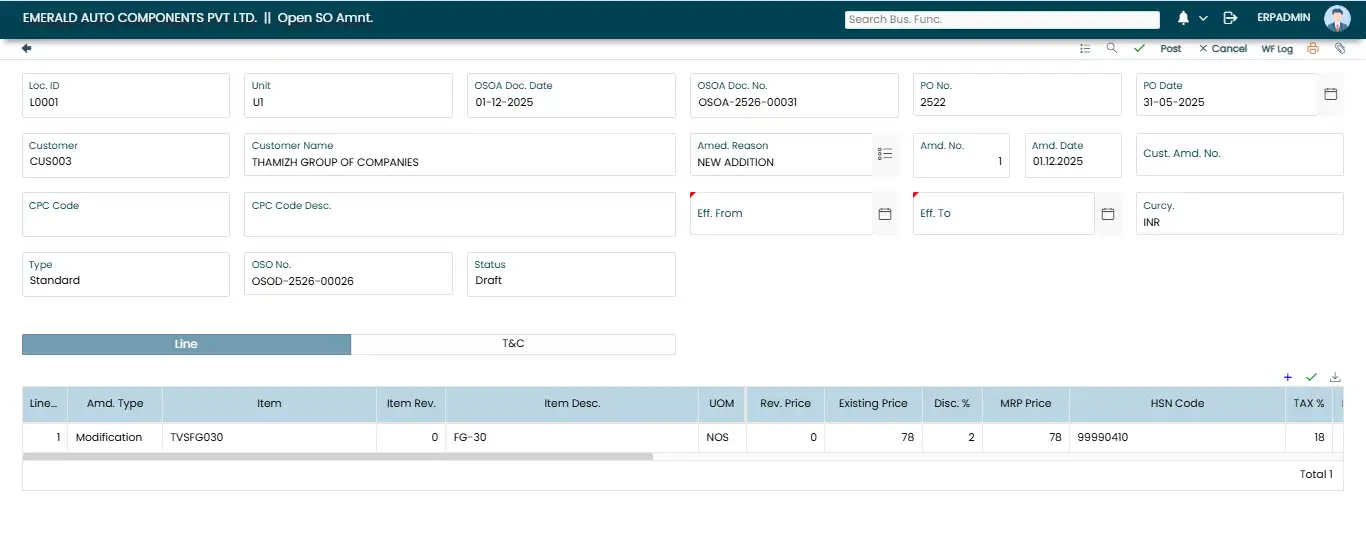 EMERALD AUTO COMPONENTS PVT LTD. || Open SO Amnt.
Search Bus. Func.
ERPADMIN
Post
Cancel
WF Log
Loc. ID
L0001
Unit
U1
OSOA Doc. Date
01-12-2025
OSOA Doc. No.
OSOA-2526-00031
PO No.
2522
PO Date
31-05-2025
Customer
CUS003
Customer Name
THAMIZH GROUP OF COMPANIES
Amed. Reason
NEW ADDITION
Amd. No.
1
Amd. Date
01.12.2025
Cust. Amd. No.
CPC Code
CPC Code Desc.
Eff. From
Eff. To
Curcy.
INR
Type
Standard
OSO No.
OSOD-2526-00026
Status
Draft
Line
T&C
Line... Amd. Type Item Item Rev. Item Desc. UOM Rev. Price Existing Price Disc. % MRP Price HSN Code TAX %
1 Modification TVSFG030 0 FG-30 NOS 0 78 2 78 99990410 18
Total 1